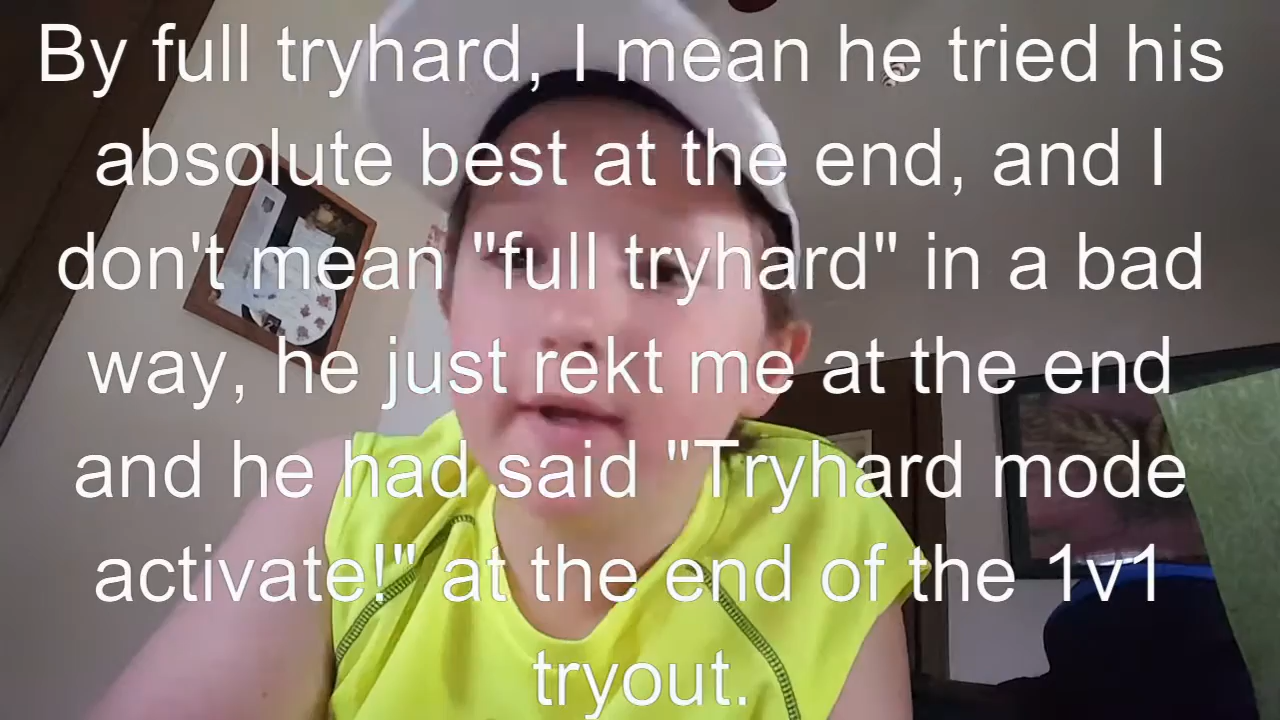 By full tryhard, I mean he tried his
absolute best at the end, and I
don't mean "full tryhard" in a bad
way, he just rekt me at the end
and he had said "Tryhard mode
activate!" at the end of the 1v1
tryout.